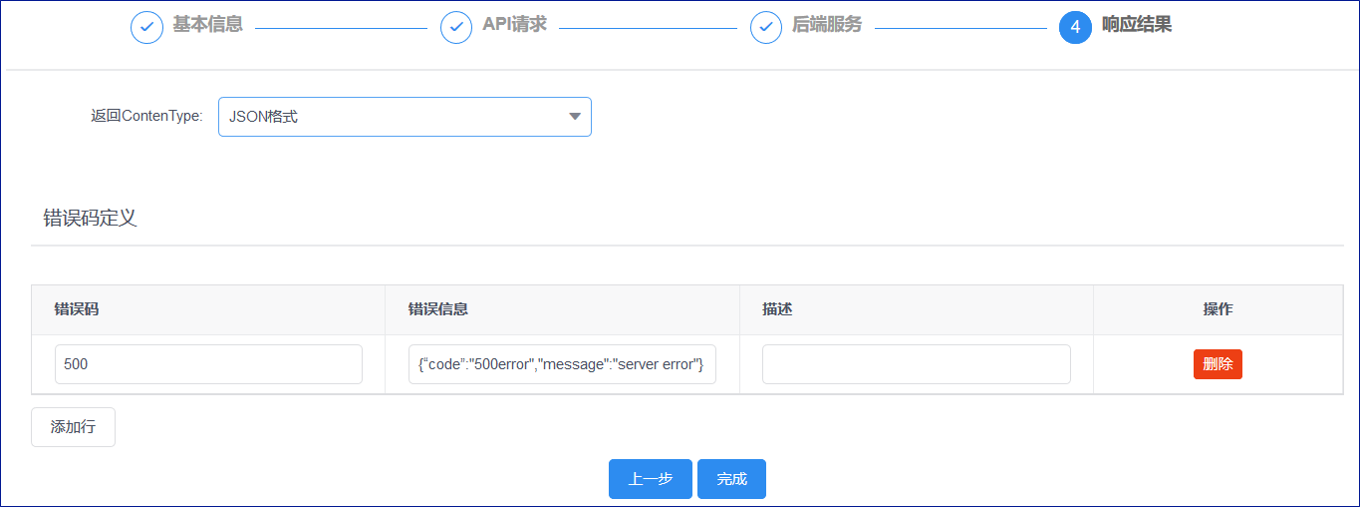 基本信息 API请求 后端服务 4 响应结果
返回ContenType: JSON格式
错误码定义
错误码 错误信息 描述 操作
500 {“code”:"500error","message":"server error"} 删除
添加行
上一步 完成